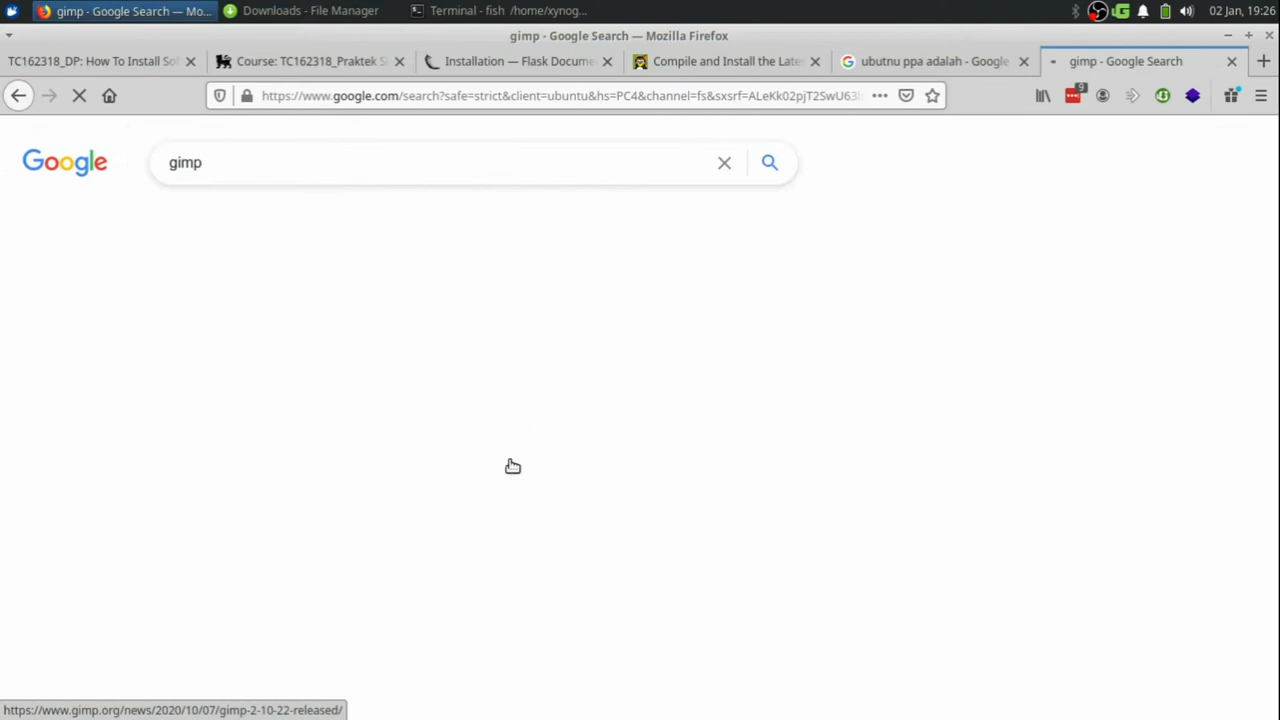 gimp - Google Search — Mo...
Downloads - File Manager
Terminal - fish /home/xynog...
02 Jan, 19:26
gimp - Google Search — Mozilla Firefox
TC162318_DP: How To Install Sof
Course: TC162318_Praktek S
Installation — Flask Docume
Compile and Install the Lates
ubutnu ppa adalah - Google
gimp - Google Search
https://www.google.com/search?safe=strict&client=ubuntu&hs=PC4&channel=fs&sxsrf=ALeKk02pjT2SwU63
9
Google
gimp
https://www.gimp.org/news/2020/10/07/gimp-2-10-22-released/